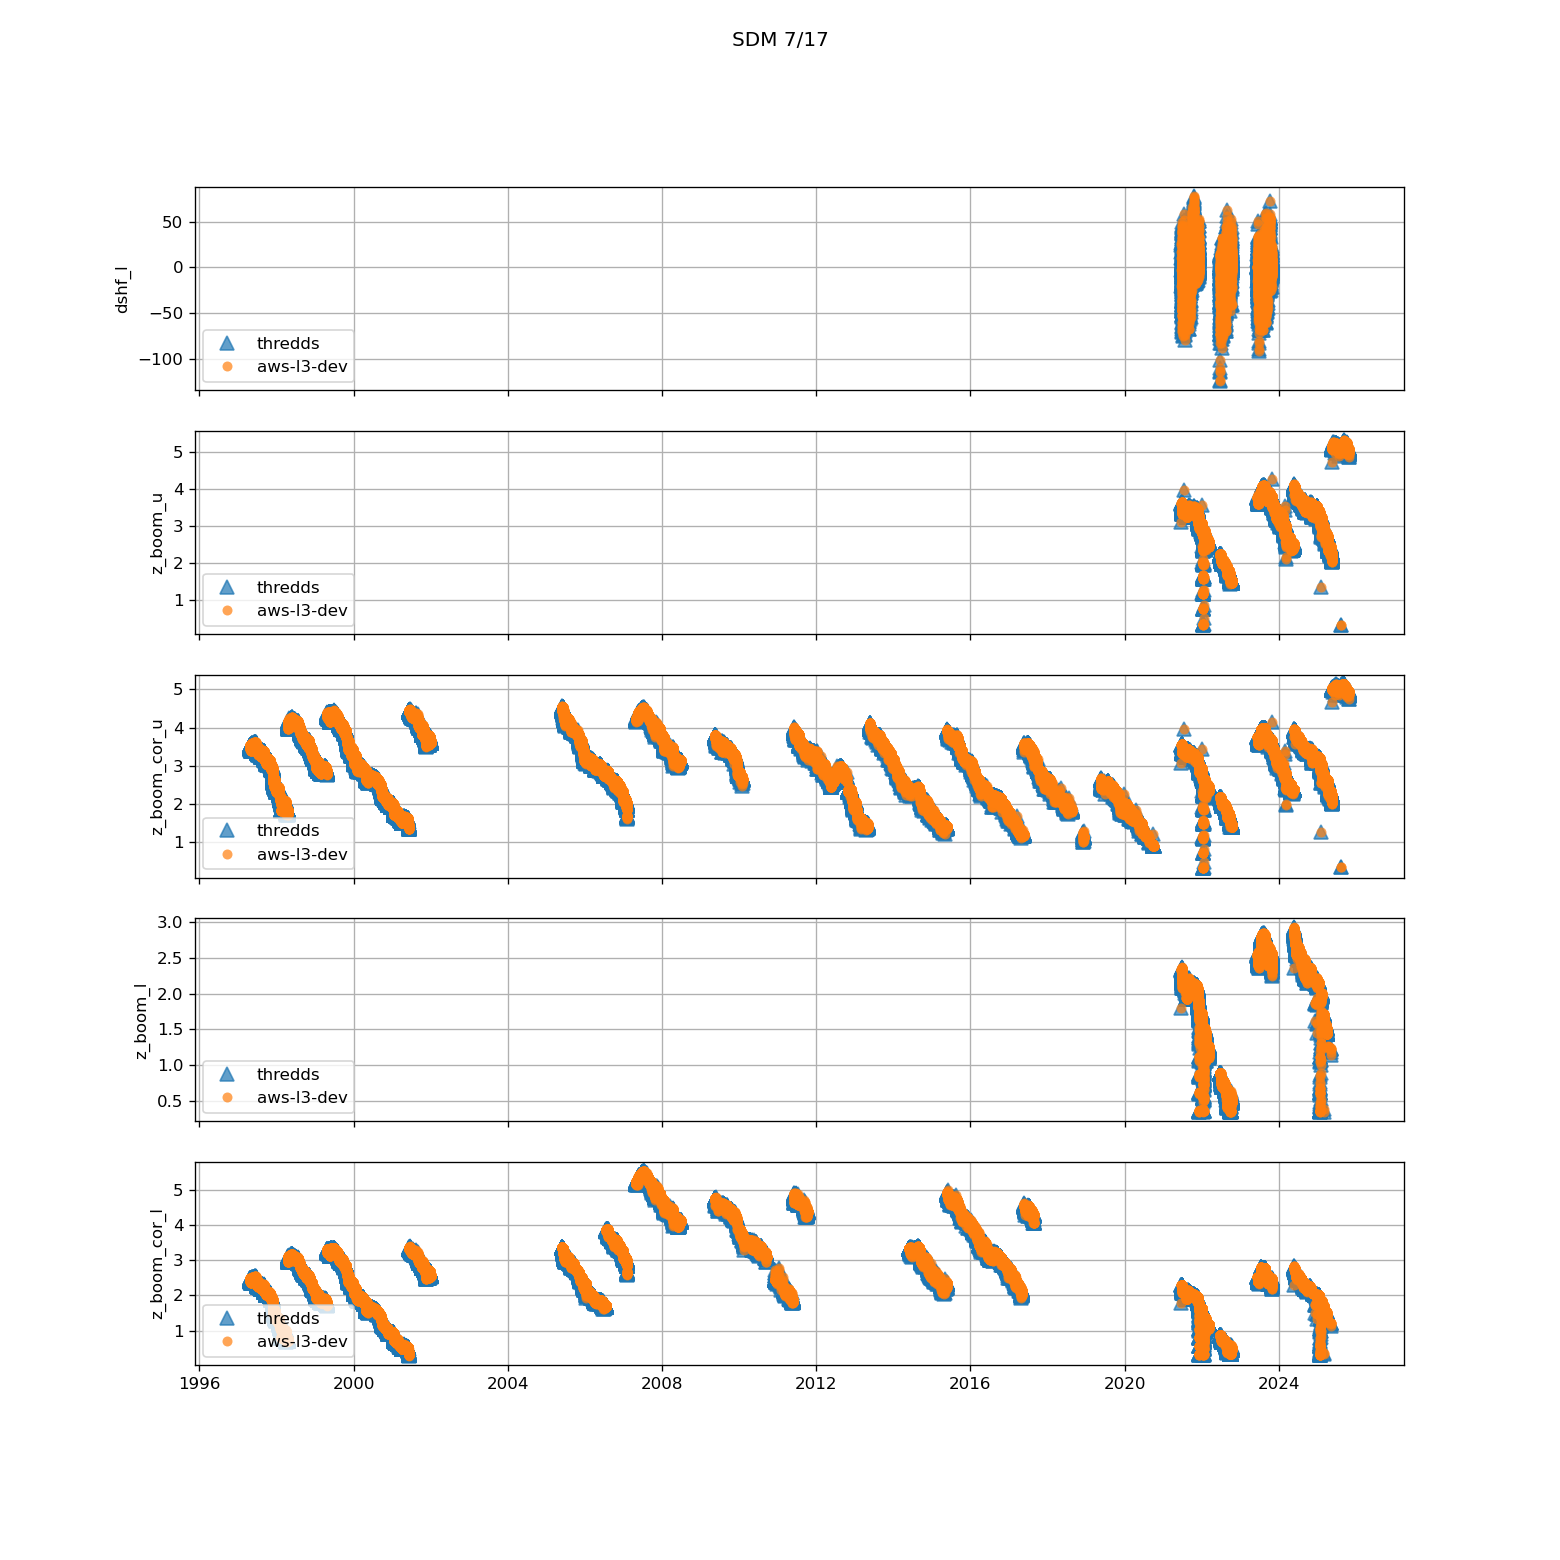 SDM 7/17
dshf_l
50
0
−50
−100
thredds
aws-l3-dev
z_boom_u
5
4
3
2
1
thredds
aws-l3-dev
z_boom_cor_u
5
4
3
2
1
thredds
aws-l3-dev
z_boom_l
3.0
2.5
2.0
1.5
1.0
0.5
thredds
aws-l3-dev
z_boom_cor_l
5
4
3
2
1
thredds
aws-l3-dev
1996 2000 2004 2008 2012 2016 2020 2024